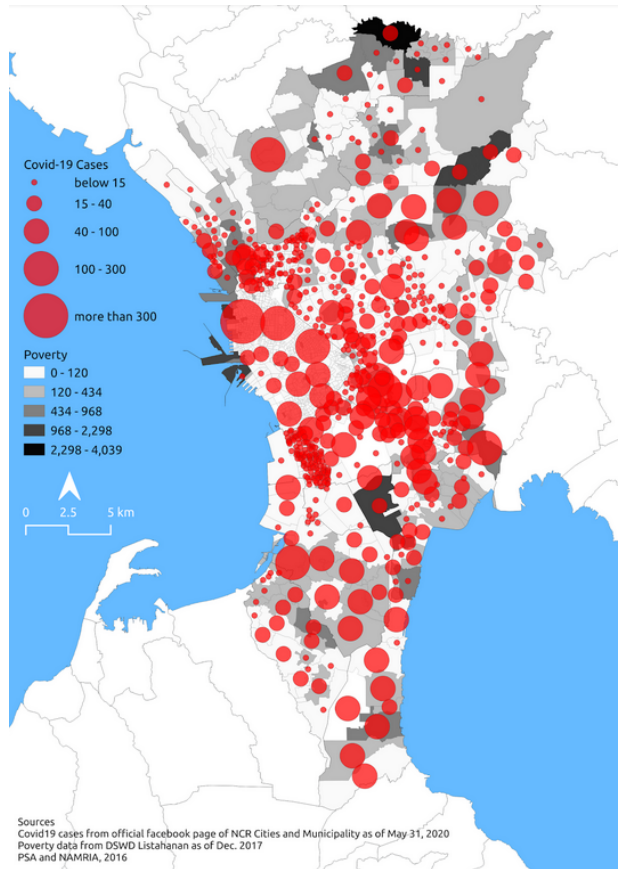 Covid-19 Cases
below 15
15 - 40
40 - 100
100 - 300
more than 300
Poverty
0 - 120
120 - 434
434 - 968
968 - 2,298
2,298 - 4,039
0 2.5 5 km
Sources
Covid19 cases from official facebook page of NCR Cities and Municipality as of May 31, 2020
Poverty data from DSWD Listahanan as of Dec. 2017
PSA and NAMRIA, 2016